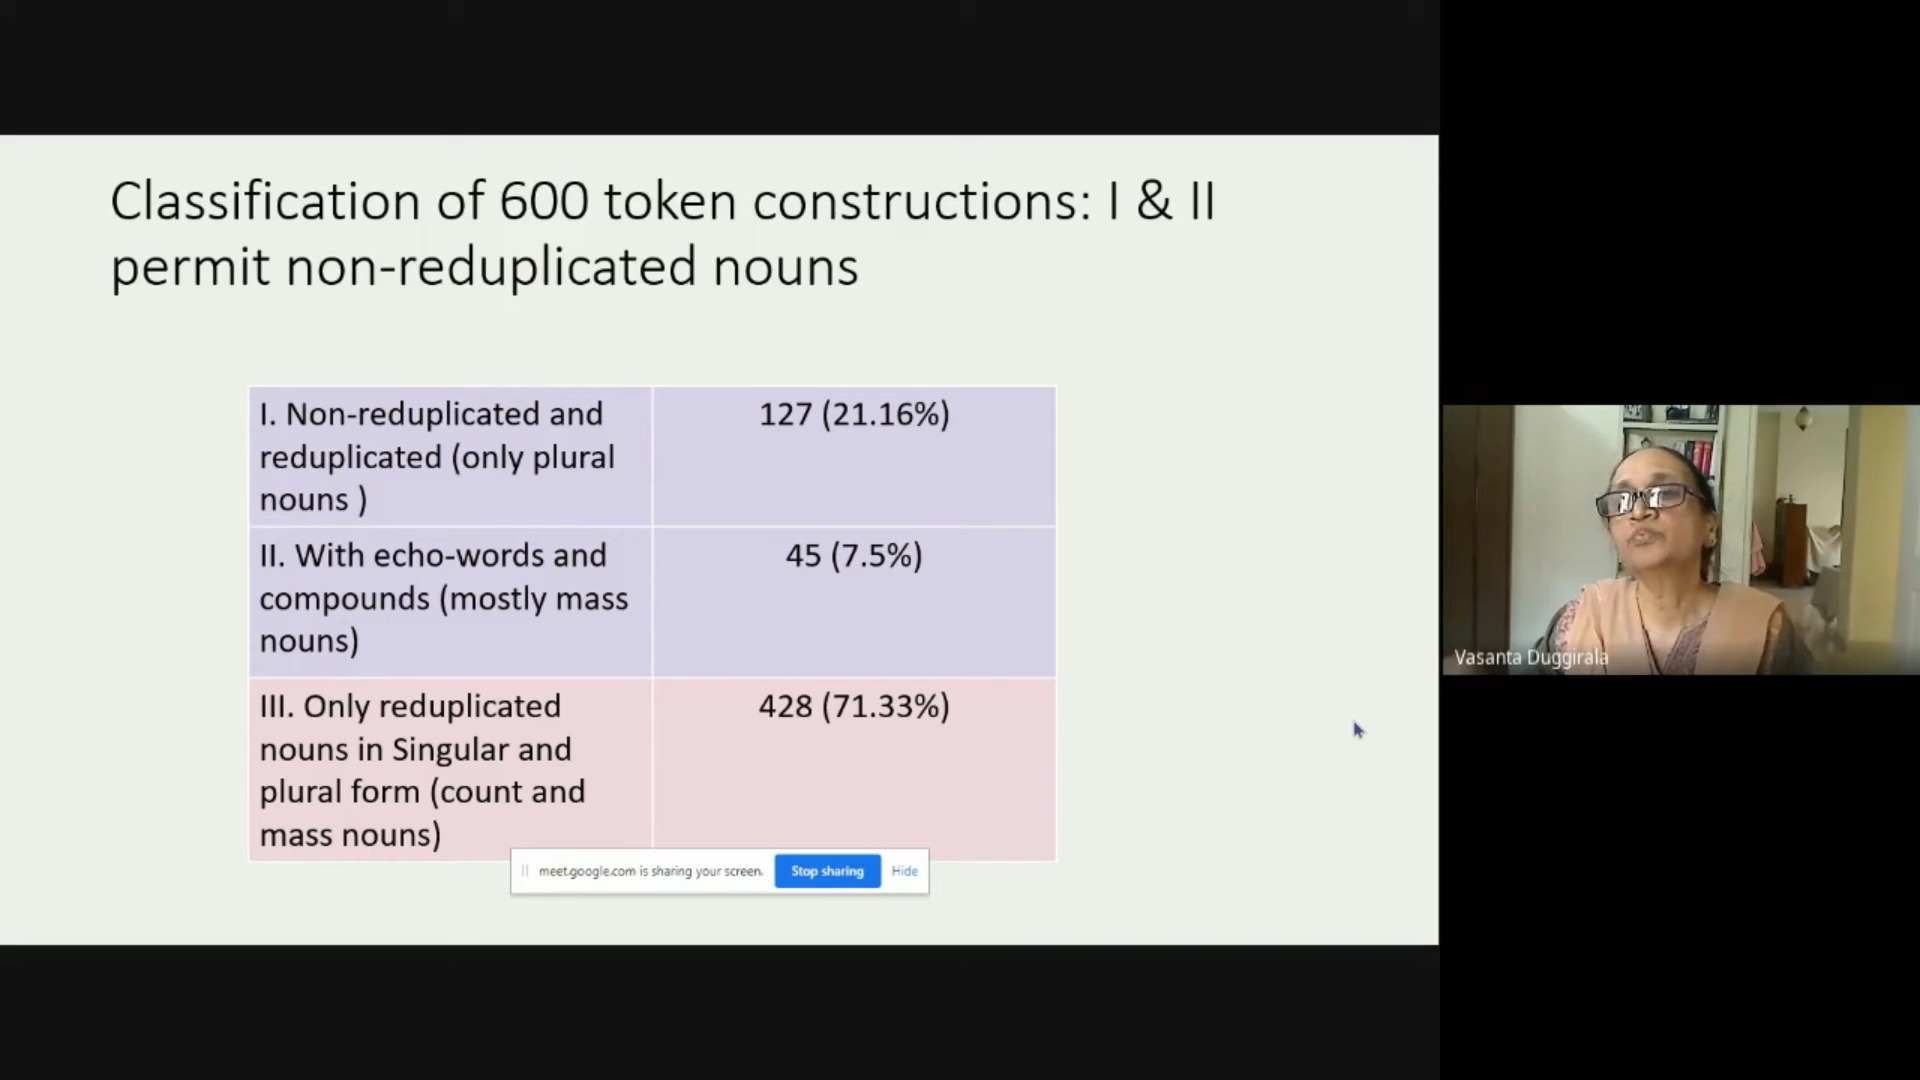 Classification of 600 token constructions: I & II
permit non-reduplicated nouns
I. Non-reduplicated and
reduplicated (only plural
nouns )
127 (21.16%)
II. With echo-words and
compounds (mostly mass
nouns)
45 (7.5%)
III. Only reduplicated
nouns in Singular and
plural form (count and
mass nouns)
428 (71.33%)
meet.google.com is sharing your screen.
Stop sharing
Hide
Vasanta Duggirala